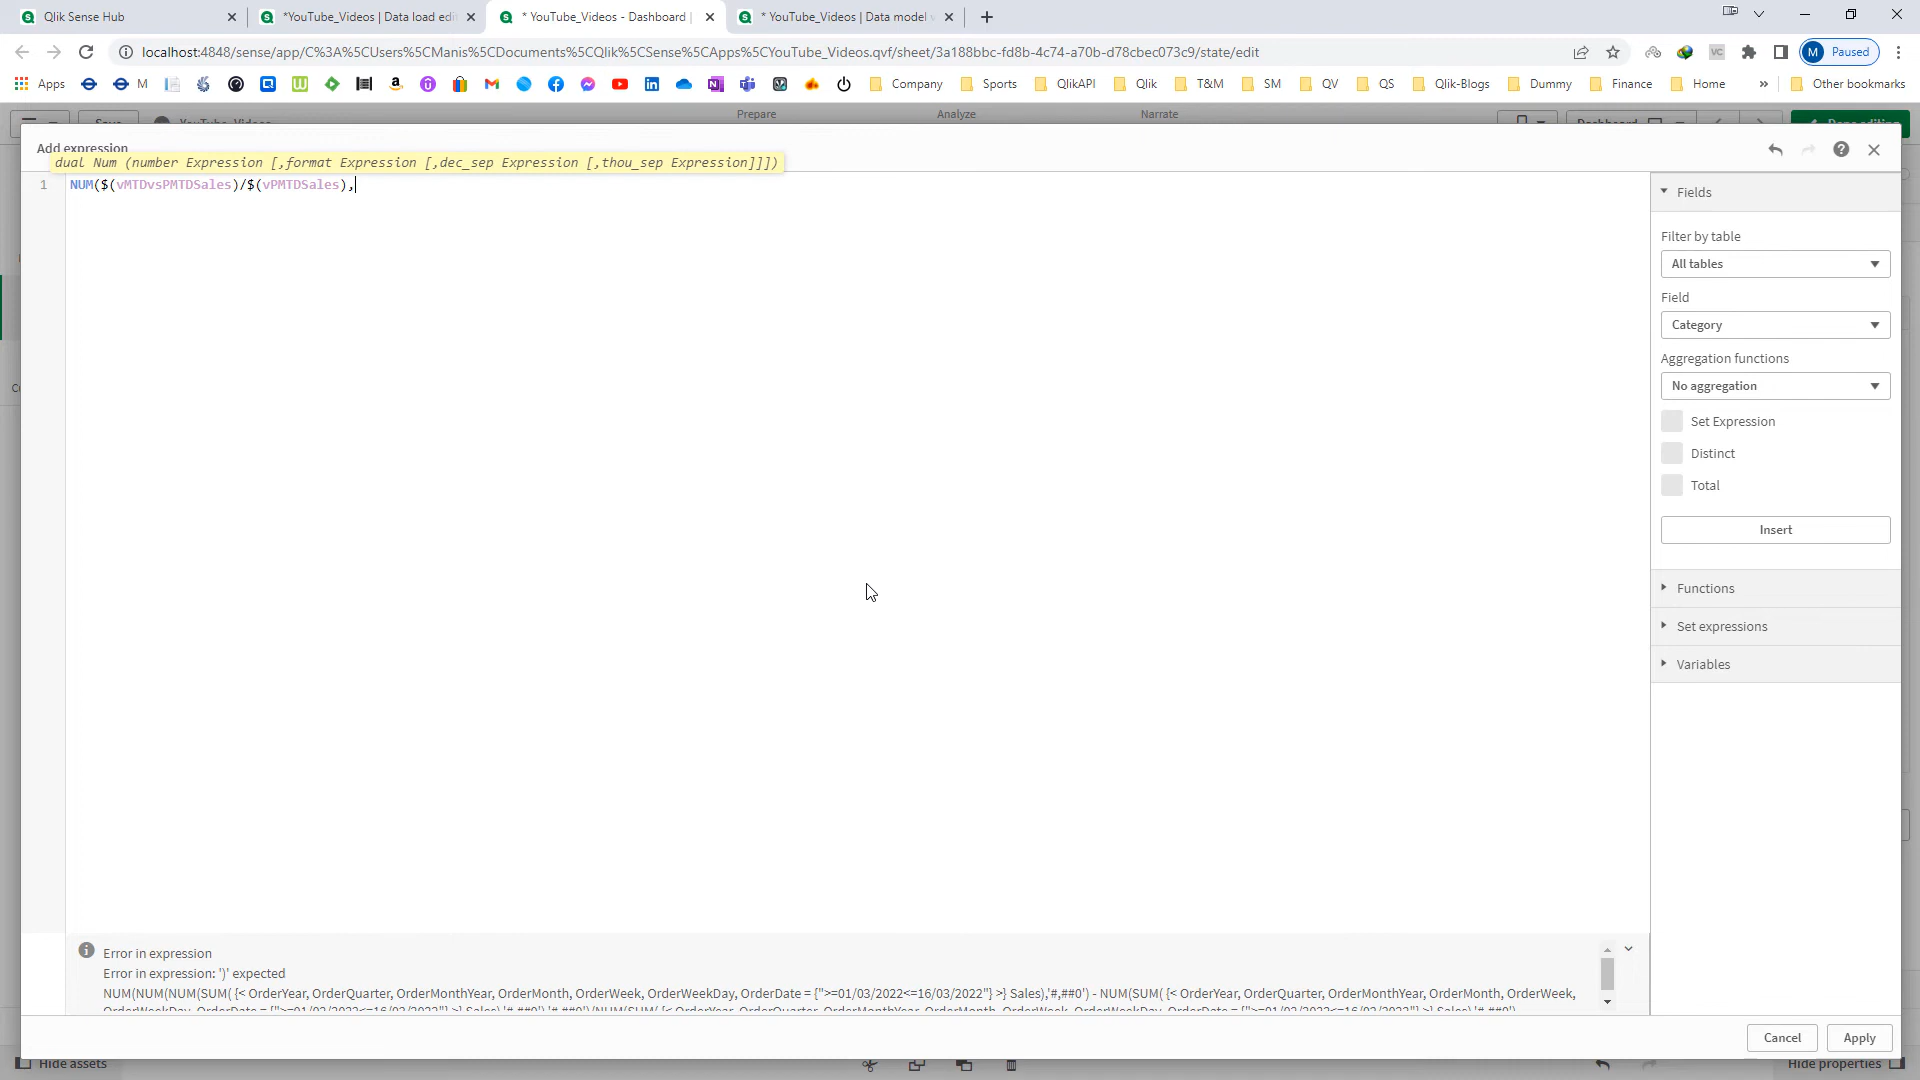 Qlik Sense Hub
*YouTube_Videos | Data load edi
* YouTube_Videos - Dashboard |
* YouTube_Videos | Data model v
localhost:4848/sense/app/C%3A%5CUsers%5CManis%5CDocuments%5CQlik%5CSense%5CApps%5CYouTube_Videos.qvf/sheet/3a188bbc-fd8b-4c74-a70b-d78cbec073c9/state/edit
M Paused
Apps M Company Sports QlikAPI Qlik T&M SM QV QS Qlik-Blogs Dummy Finance Home » Other bookmarks
Prepare Analyze Narrate
Add expression
dual Num (number Expression [,format Expression [,dec_sep Expression [,thou_sep Expression]]])
1 NUM($(vMTDvsPMTDSales)/$(vPMTDSales),
Fields
Filter by table
All tables
Field
Category
Aggregation functions
No aggregation
Set Expression
Distinct
Total
Insert
Functions
Set expressions
Variables
Error in expression
Error in expression: ')' expected
NUM(NUM(NUM(SUM( {< OrderYear, OrderQuarter, OrderMonthYear, OrderMonth, OrderWeek, OrderWeekDay, OrderDate = {">=01/03/2022<=16/03/2022"} >} Sales),'#,##0') - NUM(SUM( {< OrderYear, OrderQuarter, OrderMonthYear, OrderMonth, OrderWeek,
Cancel Apply
Hide assets
Hide properties